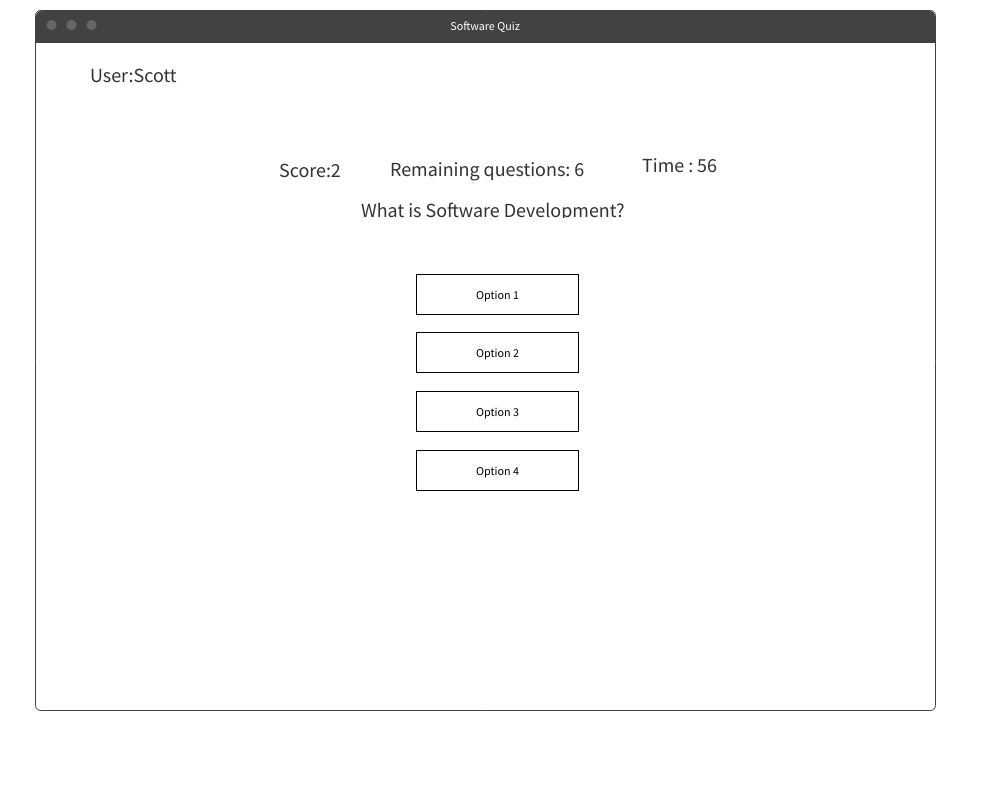 Software Quiz
User:Scott
Score:2 Remaining questions: 6 Time : 56
What is Software Development?
Option 1
Option 2
Option 3
Option 4